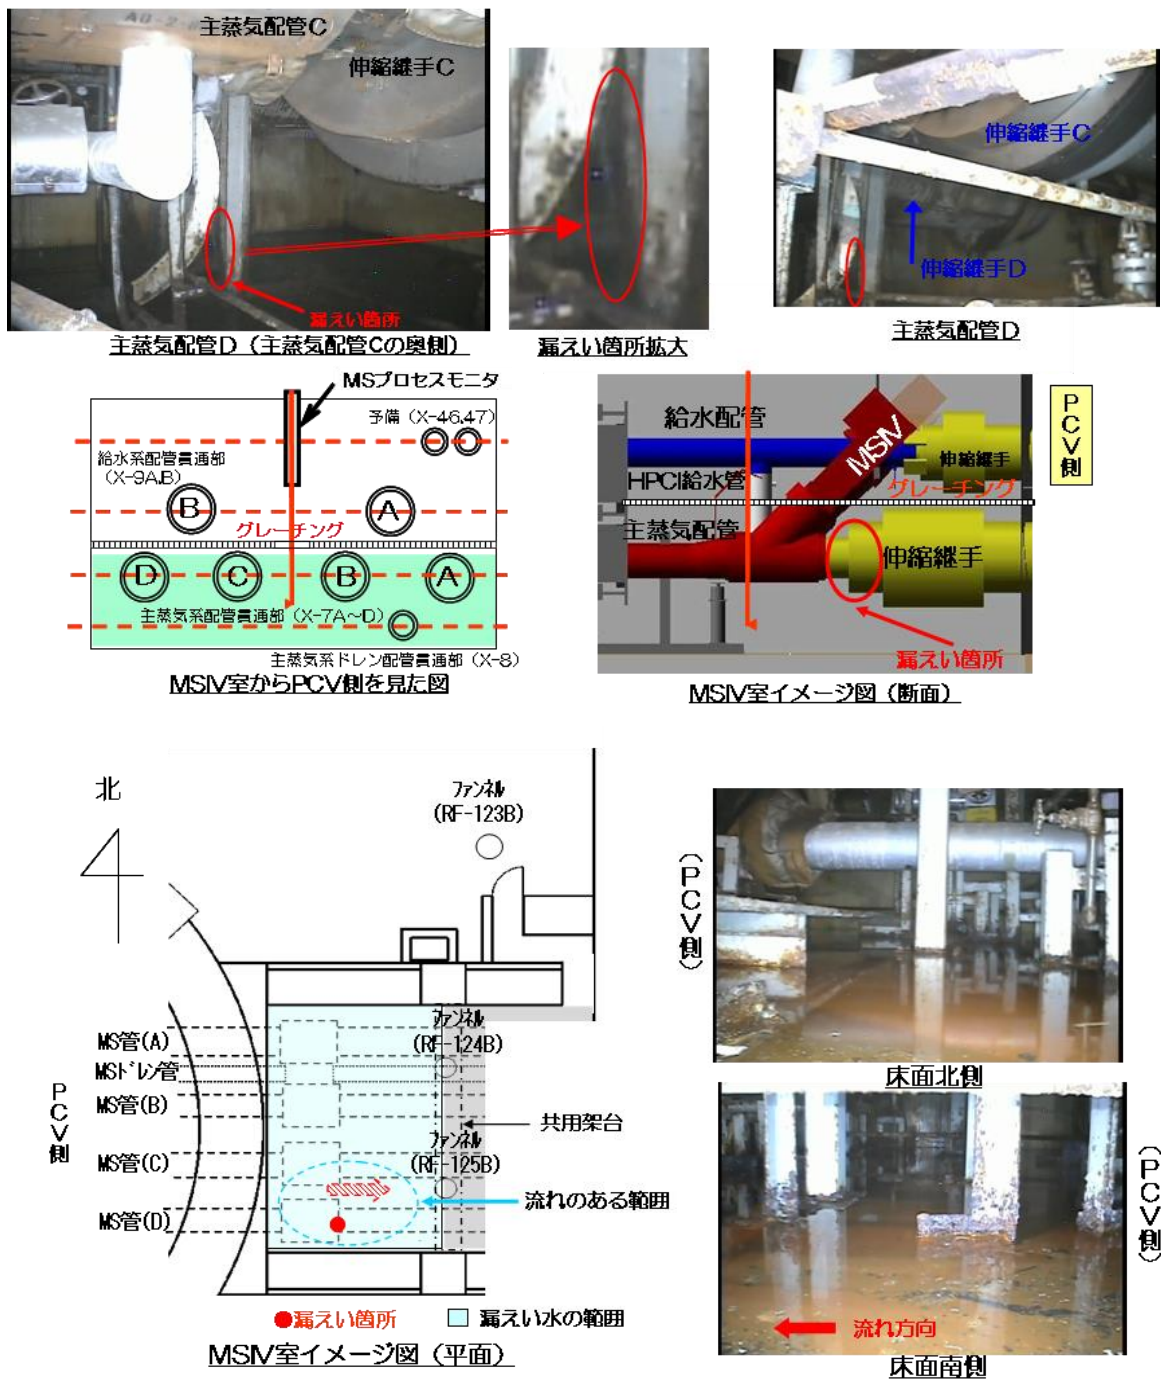 主蒸気配管C
伸縮継手C
漏えい箇所
主蒸気配管D（主蒸気配管Cの奥側）
漏えい箇所拡大
伸縮継手C
伸縮継手D
主蒸気配管D
MSプロセスモニタ
予備（X-46,47）
給水系配管貫通部
（X-9A,B）
B
A
グレーチング
D
C
B
A
主蒸気系配管貫通部（X-7A～D）
主蒸気系ドレン配管貫通部（X-8）
MSIV室からPCV側を見た図
給水配管
MSIV
伸縮継手
HPCI給水管
グレーチング
主蒸気配管
伸縮継手
漏えい箇所
PCV側
MSIV室イメージ図（断面）
北
ファンネル
(RF-123B)
ファンネル
(RF-124B)
MS管(A)
MSドレン管
MS管(B)
PCV側
共用架台
ファンネル
(RF-125B)
MS管(C)
流れのある範囲
MS管(D)
漏えい箇所
漏えい水の範囲
MSIV室イメージ図（平面）
（PCV側）
床面北側
（PCV側）
流れ方向
床面南側